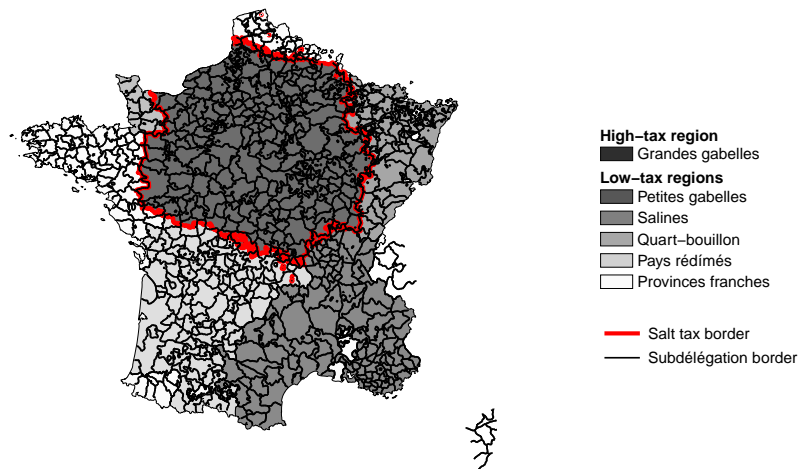 High–tax region
Grandes gabelles
Low–tax regions
Petites gabelles
Salines
Quart–bouillon
Pays rédímés
Provinces franches
Salt tax border
Subdélégation border